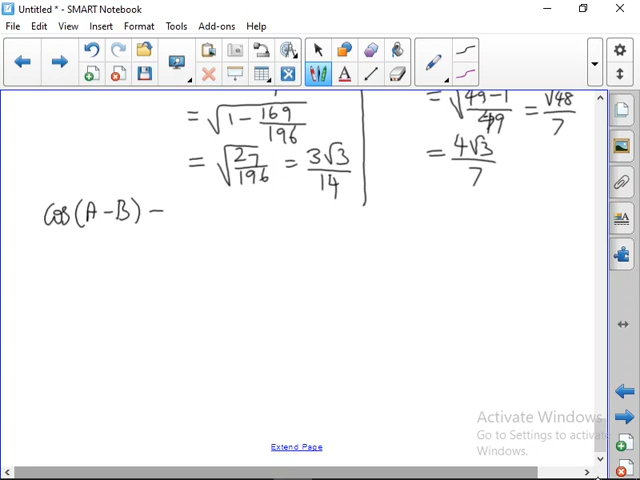 Untitled * - SMART Notebook
File Edit View Insert Format Tools Add-ons Help
= √(1 - 169/196)
= √(27/196) = 3√3/14
= √((49-1)/49) = √48/7
= 4√3/7
cos(A-B) -
Extend Page
Activate Windows
Go to Settings to activate
Windows.